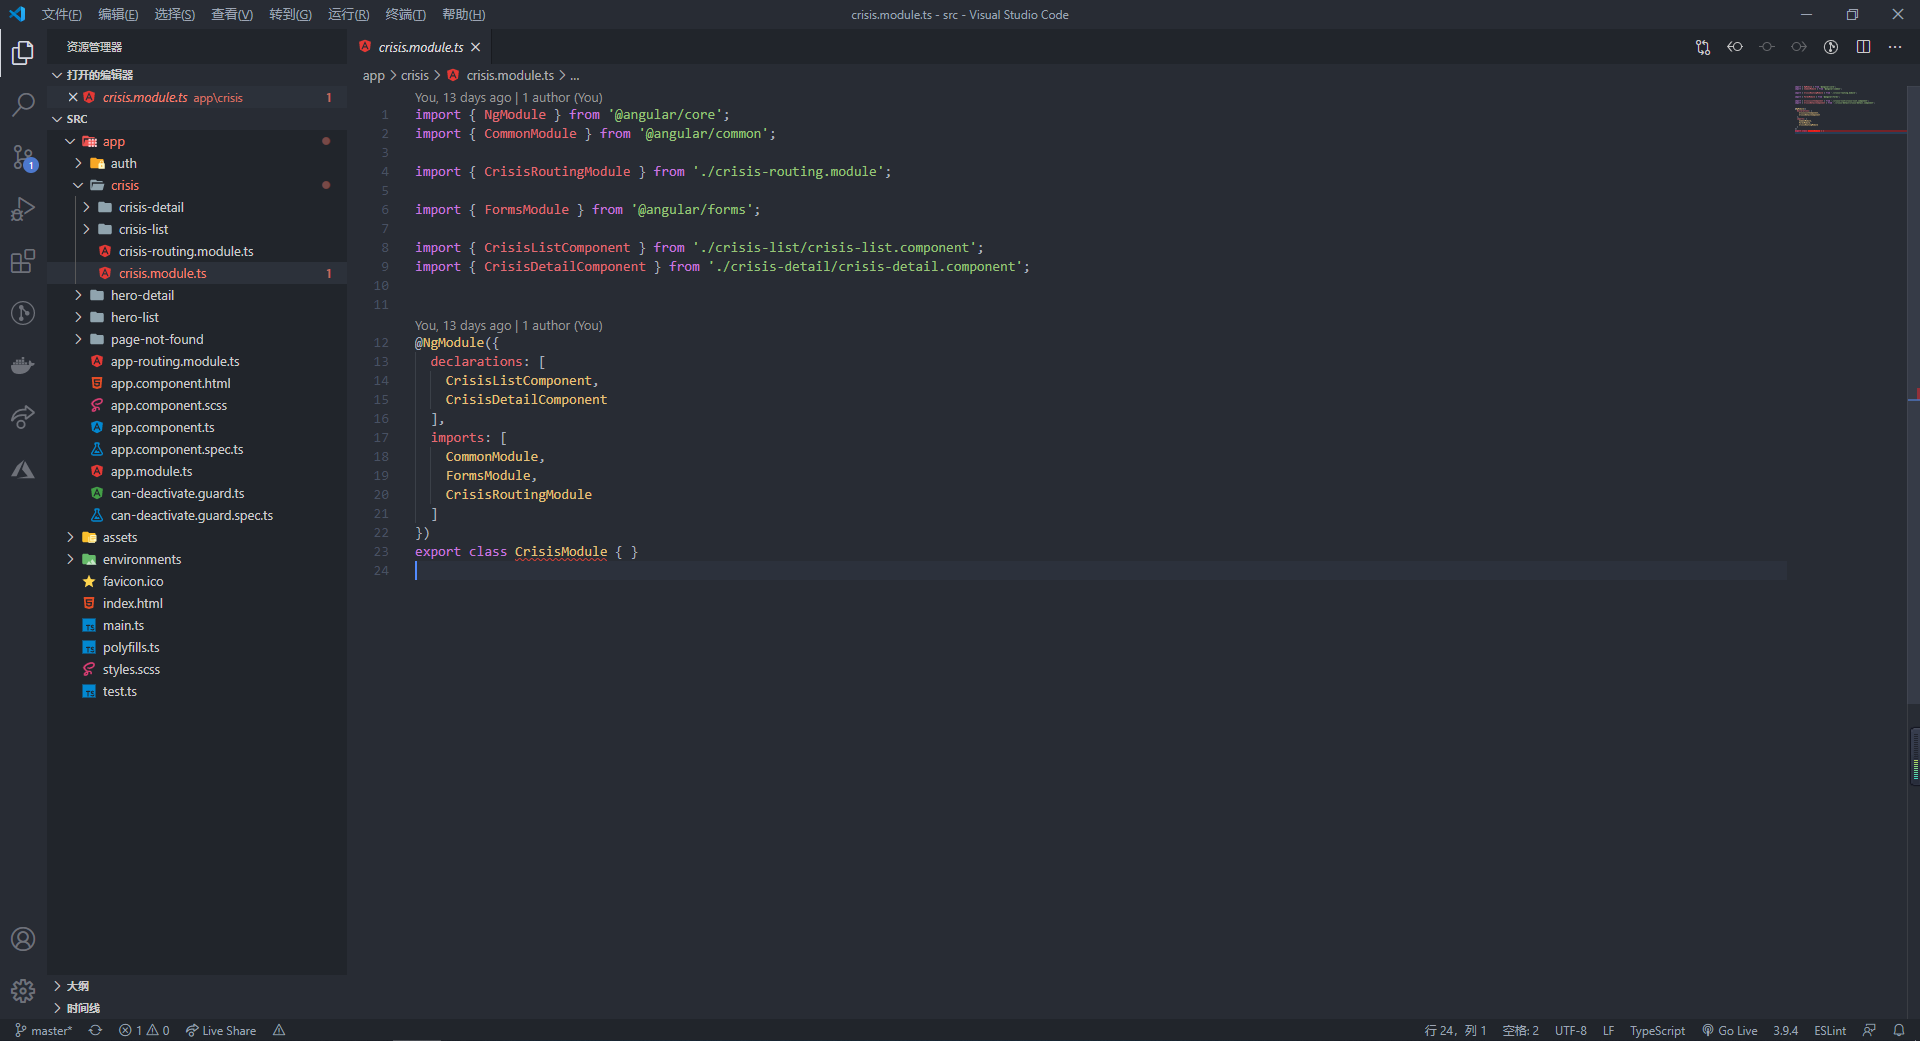 文件(F) 编辑(E) 选择(S) 查看(V) 转到(G) 运行(R) 终端(T) 帮助(H)
crisis.module.ts - src - Visual Studio Code
资源管理器
打开的编辑器
crisis.module.ts app\crisis 1
SRC
app
auth
crisis
crisis-detail
crisis-list
crisis-routing.module.ts
crisis.module.ts 1
hero-detail
hero-list
page-not-found
app-routing.module.ts
app.component.html
app.component.scss
app.component.ts
app.component.spec.ts
app.module.ts
can-deactivate.guard.ts
can-deactivate.guard.spec.ts
assets
environments
favicon.ico
index.html
main.ts
polyfills.ts
styles.scss
test.ts
大纲
时间线
1
crisis.module.ts
app > crisis > crisis.module.ts > ...
You, 13 days ago | 1 author (You)
1 import { NgModule } from '@angular/core';
2 import { CommonModule } from '@angular/common';
3
4 import { CrisisRoutingModule } from './crisis-routing.module';
5
6 import { FormsModule } from '@angular/forms';
7
8 import { CrisisListComponent } from './crisis-list/crisis-list.component';
9 import { CrisisDetailComponent } from './crisis-detail/crisis-detail.component';
10
11
You, 13 days ago | 1 author (You)
12 @NgModule({
13 declarations: [
14 CrisisListComponent,
15 CrisisDetailComponent
16 ],
17 imports: [
18 CommonModule,
19 FormsModule,
20 CrisisRoutingModule
21 ]
22 })
23 export class CrisisModule { }
24
master* 1 0 Live Share
行 24，列 1 空格: 2 UTF-8 LF TypeScript Go Live 3.9.4 ESLint